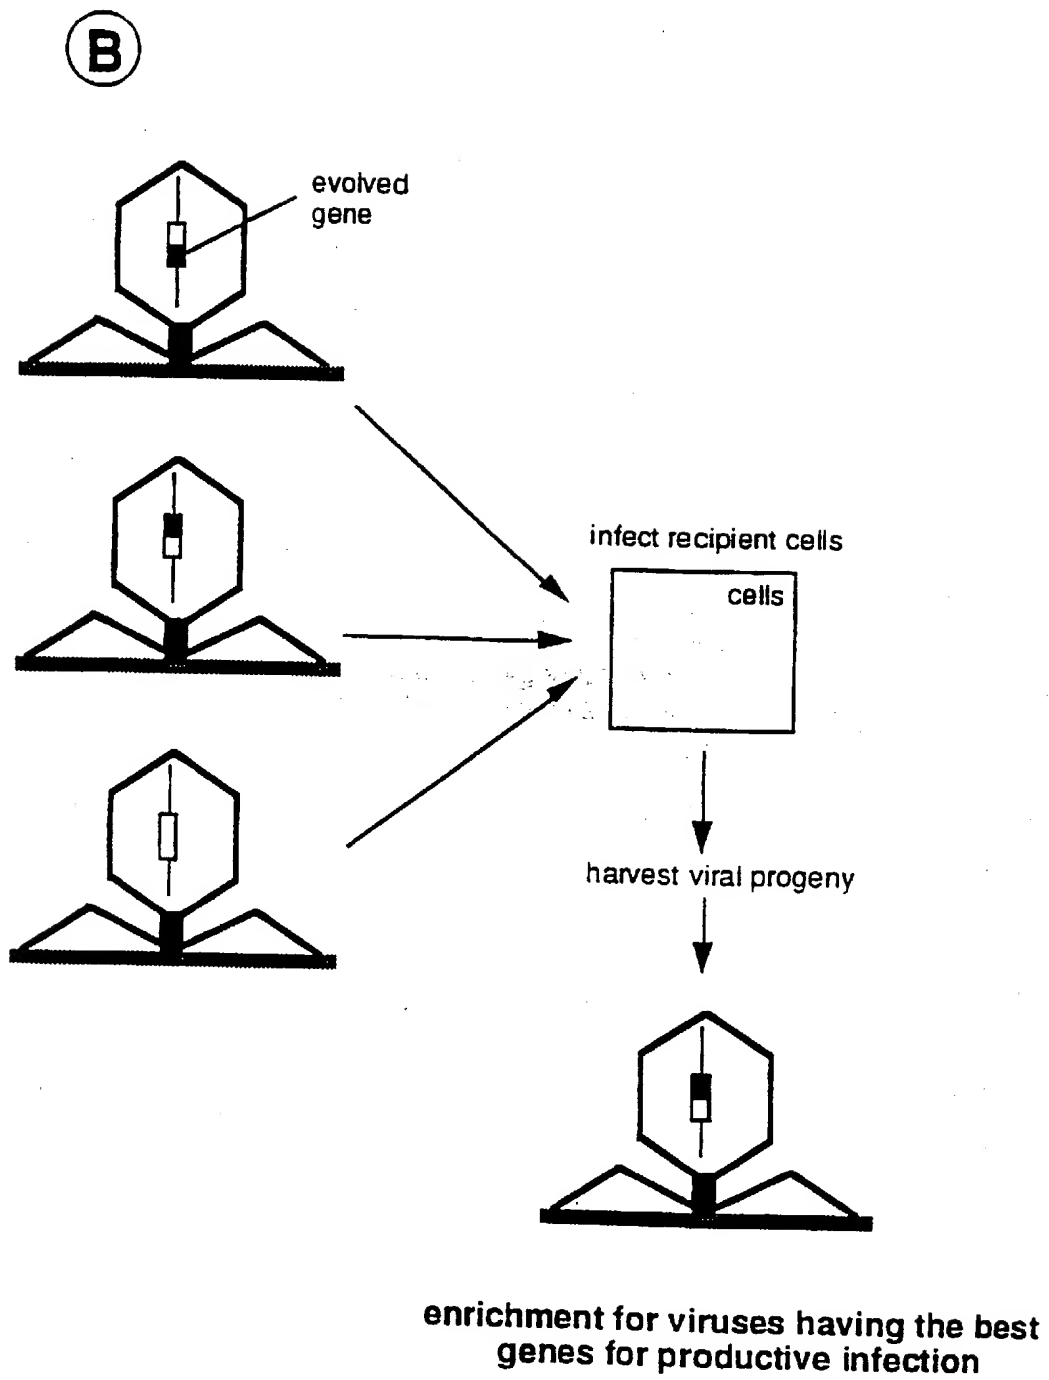 B
evolved
gene
infect recipient cells
cells
harvest viral progeny
enrichment for viruses having the best
genes for productive infection